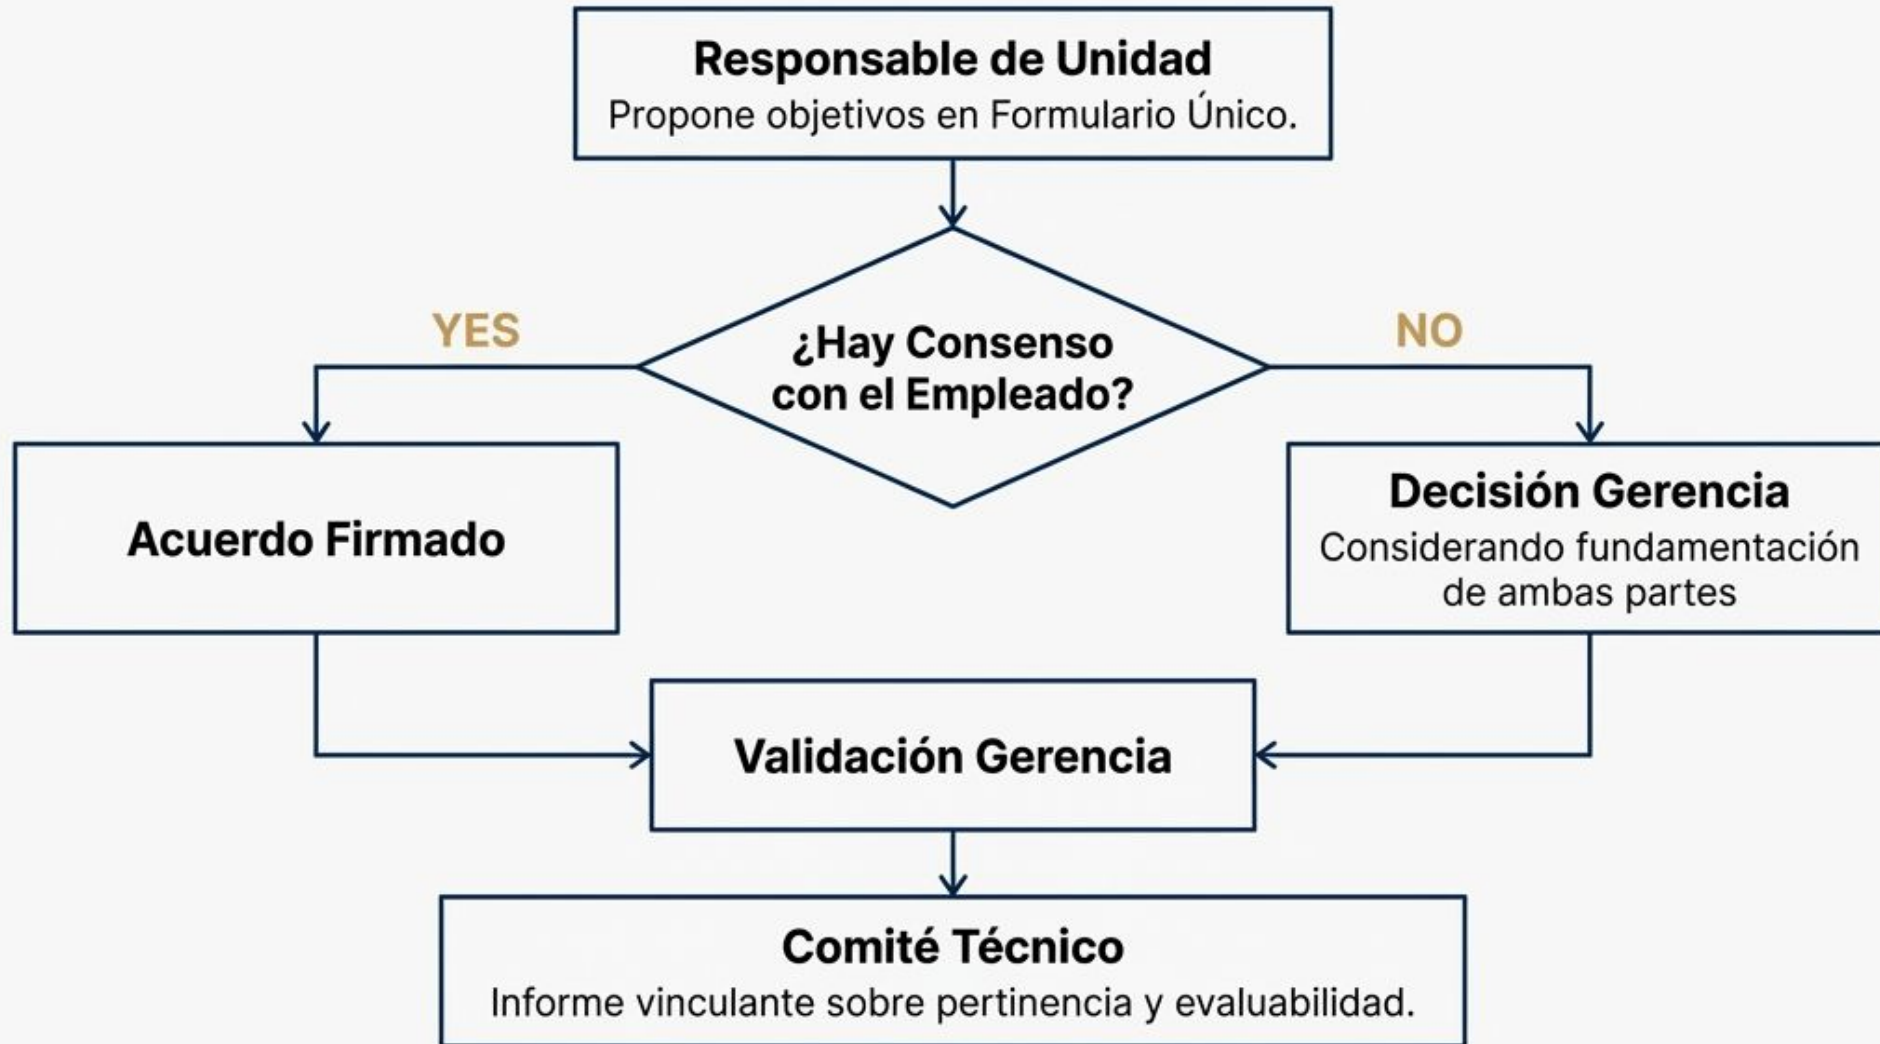 Responsable de Unidad
Propone objetivos en Formulario Único.
¿Hay Consenso
con el Empleado?
YES
NO
Acuerdo Firmado
Decisión Gerencia
Considerando fundamentación
de ambas partes
Validación Gerencia
Comité Técnico
Informe vinculante sobre pertinencia y evaluabilidad.